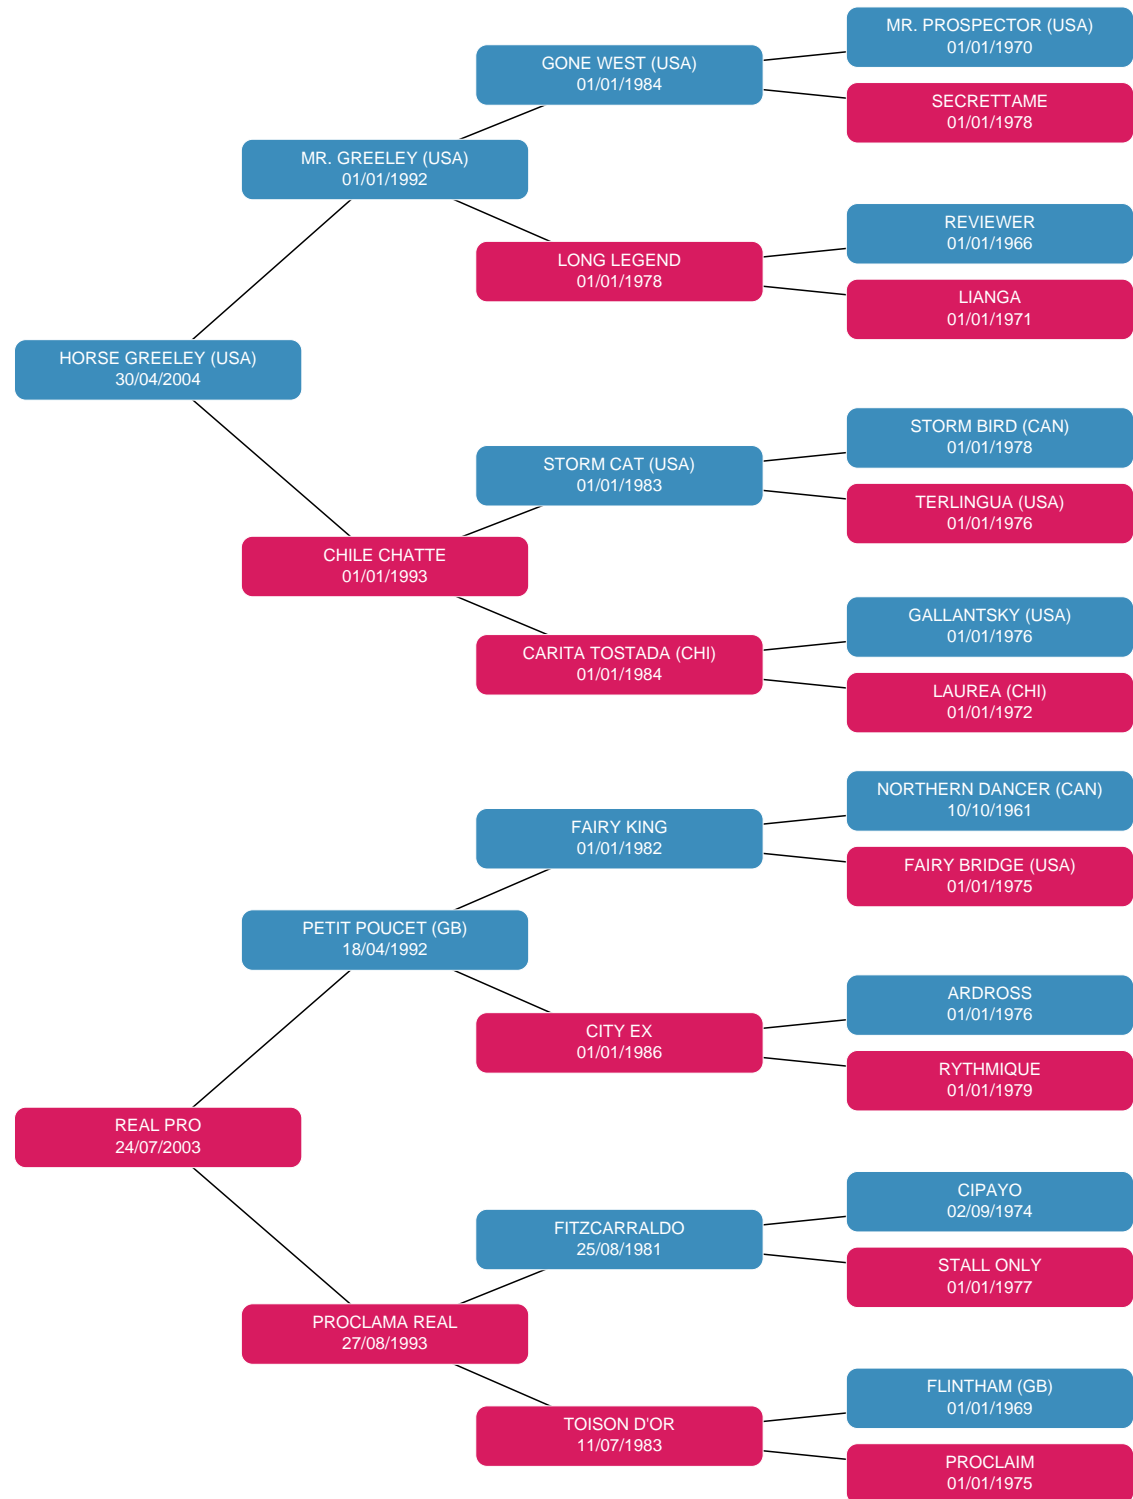 MR. PROSPECTOR (USA)
01/01/1970
GONE WEST (USA)
01/01/1984
SECRETTAME
01/01/1978
MR. GREELEY (USA)
01/01/1992
REVIEWER
01/01/1966
LONG LEGEND
01/01/1978
LIANGA
01/01/1971
HORSE GREELEY (USA)
30/04/2004
STORM BIRD (CAN)
01/01/1978
STORM CAT (USA)
01/01/1983
TERLINGUA (USA)
01/01/1976
CHILE CHATTE
01/01/1993
GALLANTSKY (USA)
01/01/1976
CARITA TOSTADA (CHI)
01/01/1984
LAUREA (CHI)
01/01/1972
NORTHERN DANCER (CAN)
10/10/1961
FAIRY KING
01/01/1982
FAIRY BRIDGE (USA)
01/01/1975
PETIT POUCET (GB)
18/04/1992
ARDROSS
01/01/1976
CITY EX
01/01/1986
RYTHMIQUE
01/01/1979
REAL PRO
24/07/2003
CIPAYO
02/09/1974
FITZCARRALDO
25/08/1981
STALL ONLY
01/01/1977
PROCLAMA REAL
27/08/1993
FLINTHAM (GB)
01/01/1969
TOISON D'OR
11/07/1983
PROCLAIM
01/01/1975